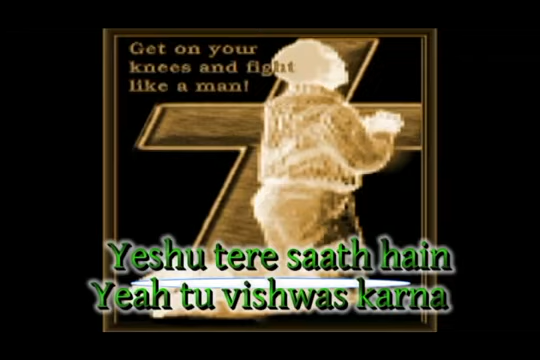 Get on your
knees and fight
like a man!
Yeshu tere saath hain
Yeah tu vishwas karna